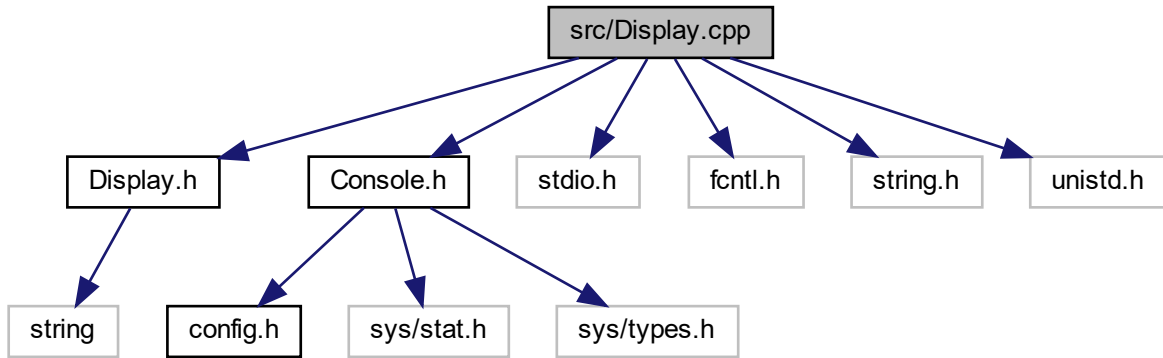 src/Display.cpp
Display.h
Console.h
stdio.h
fcntl.h
string.h
unistd.h
string
config.h
sys/stat.h
sys/types.h